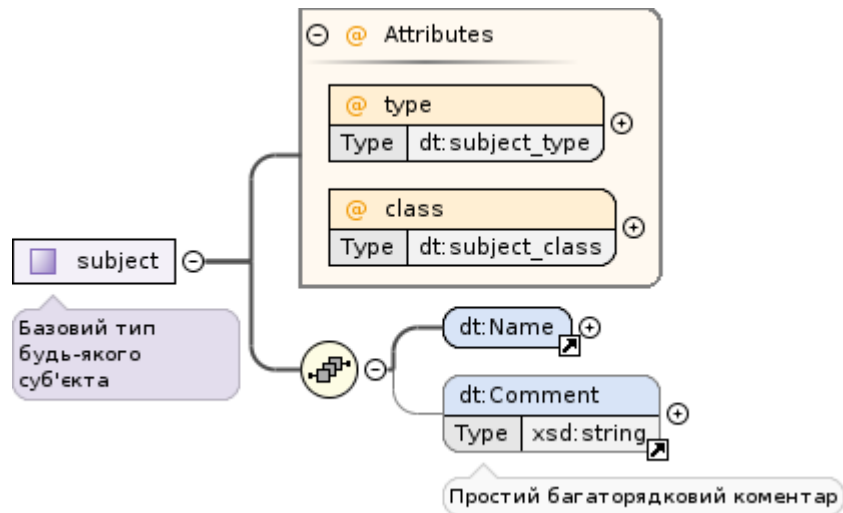 @ Attributes
@ type
Type dt:subject_type
@ class
Type dt:subject_class
subject
Базовий тип
будь-якого
суб'єкта
dt:Name
dt:Comment
Type xsd:string
Простий багаторядковий коментар